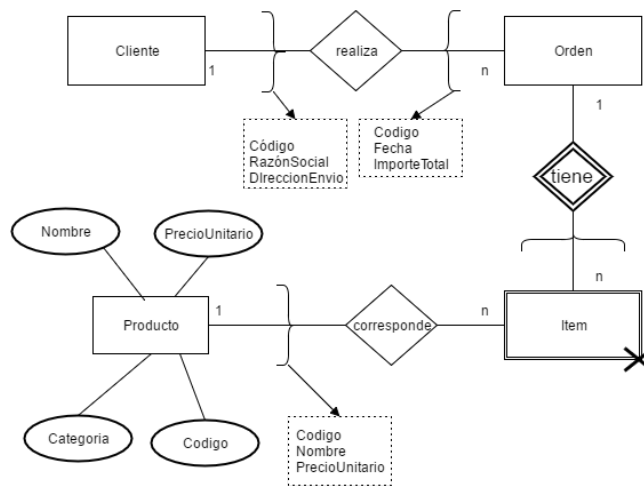 Cliente
realiza
Orden
1
n
1
Código
RazónSocial
DIreccionEnvio
Codigo
Fecha
ImporteTotal
tiene
Nombre
PrecioUnitario
n
Producto
1
corresponde
n
Item
Categoria
Codigo
Codigo
Nombre
PrecioUnitario